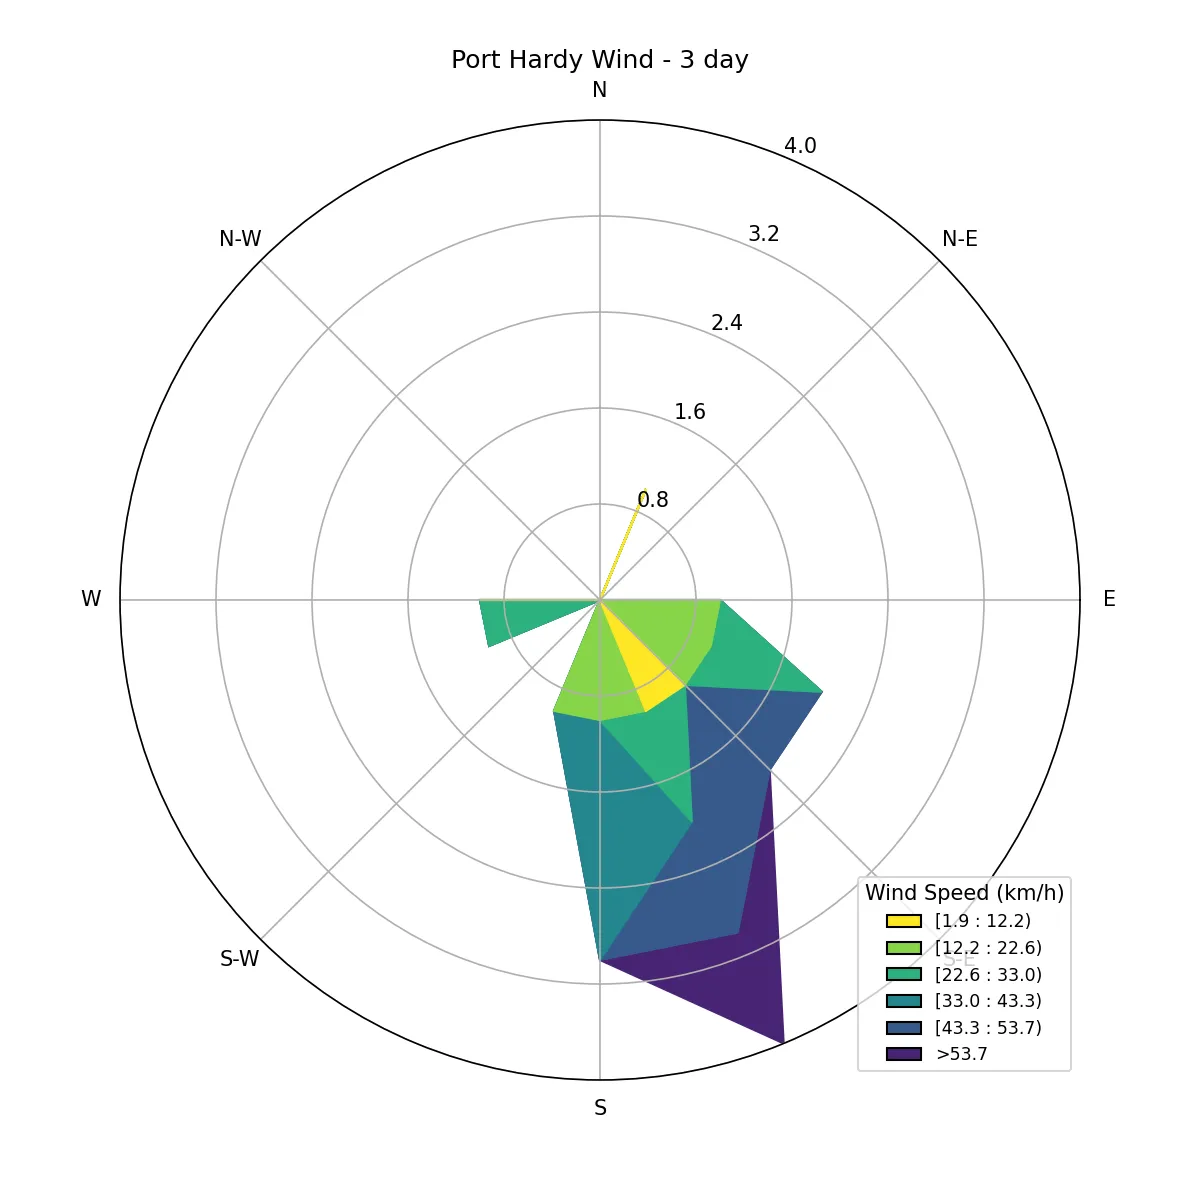 Port Hardy Wind - 3 day
N
4.0
N-W
3.2
N-E
2.4
1.6
0.8
W
E
Wind Speed (km/h)
[1.9 : 12.2)
[12.2 : 22.6)
S-W
S-E
[22.6 : 33.0)
[33.0 : 43.3)
[43.3 : 53.7)
>53.7
S